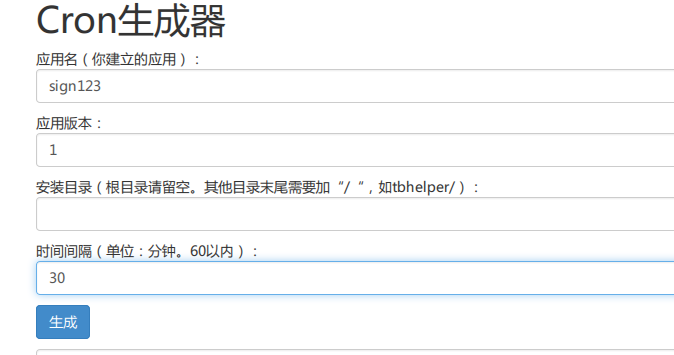 Cron生成器
应用名（你建立的应用）：
sign123
应用版本：
1
安装目录（根目录请留空。其他目录末尾需要加“/“，如tbhelper/）：
时间间隔（单位：分钟。60以内）：
30
生成